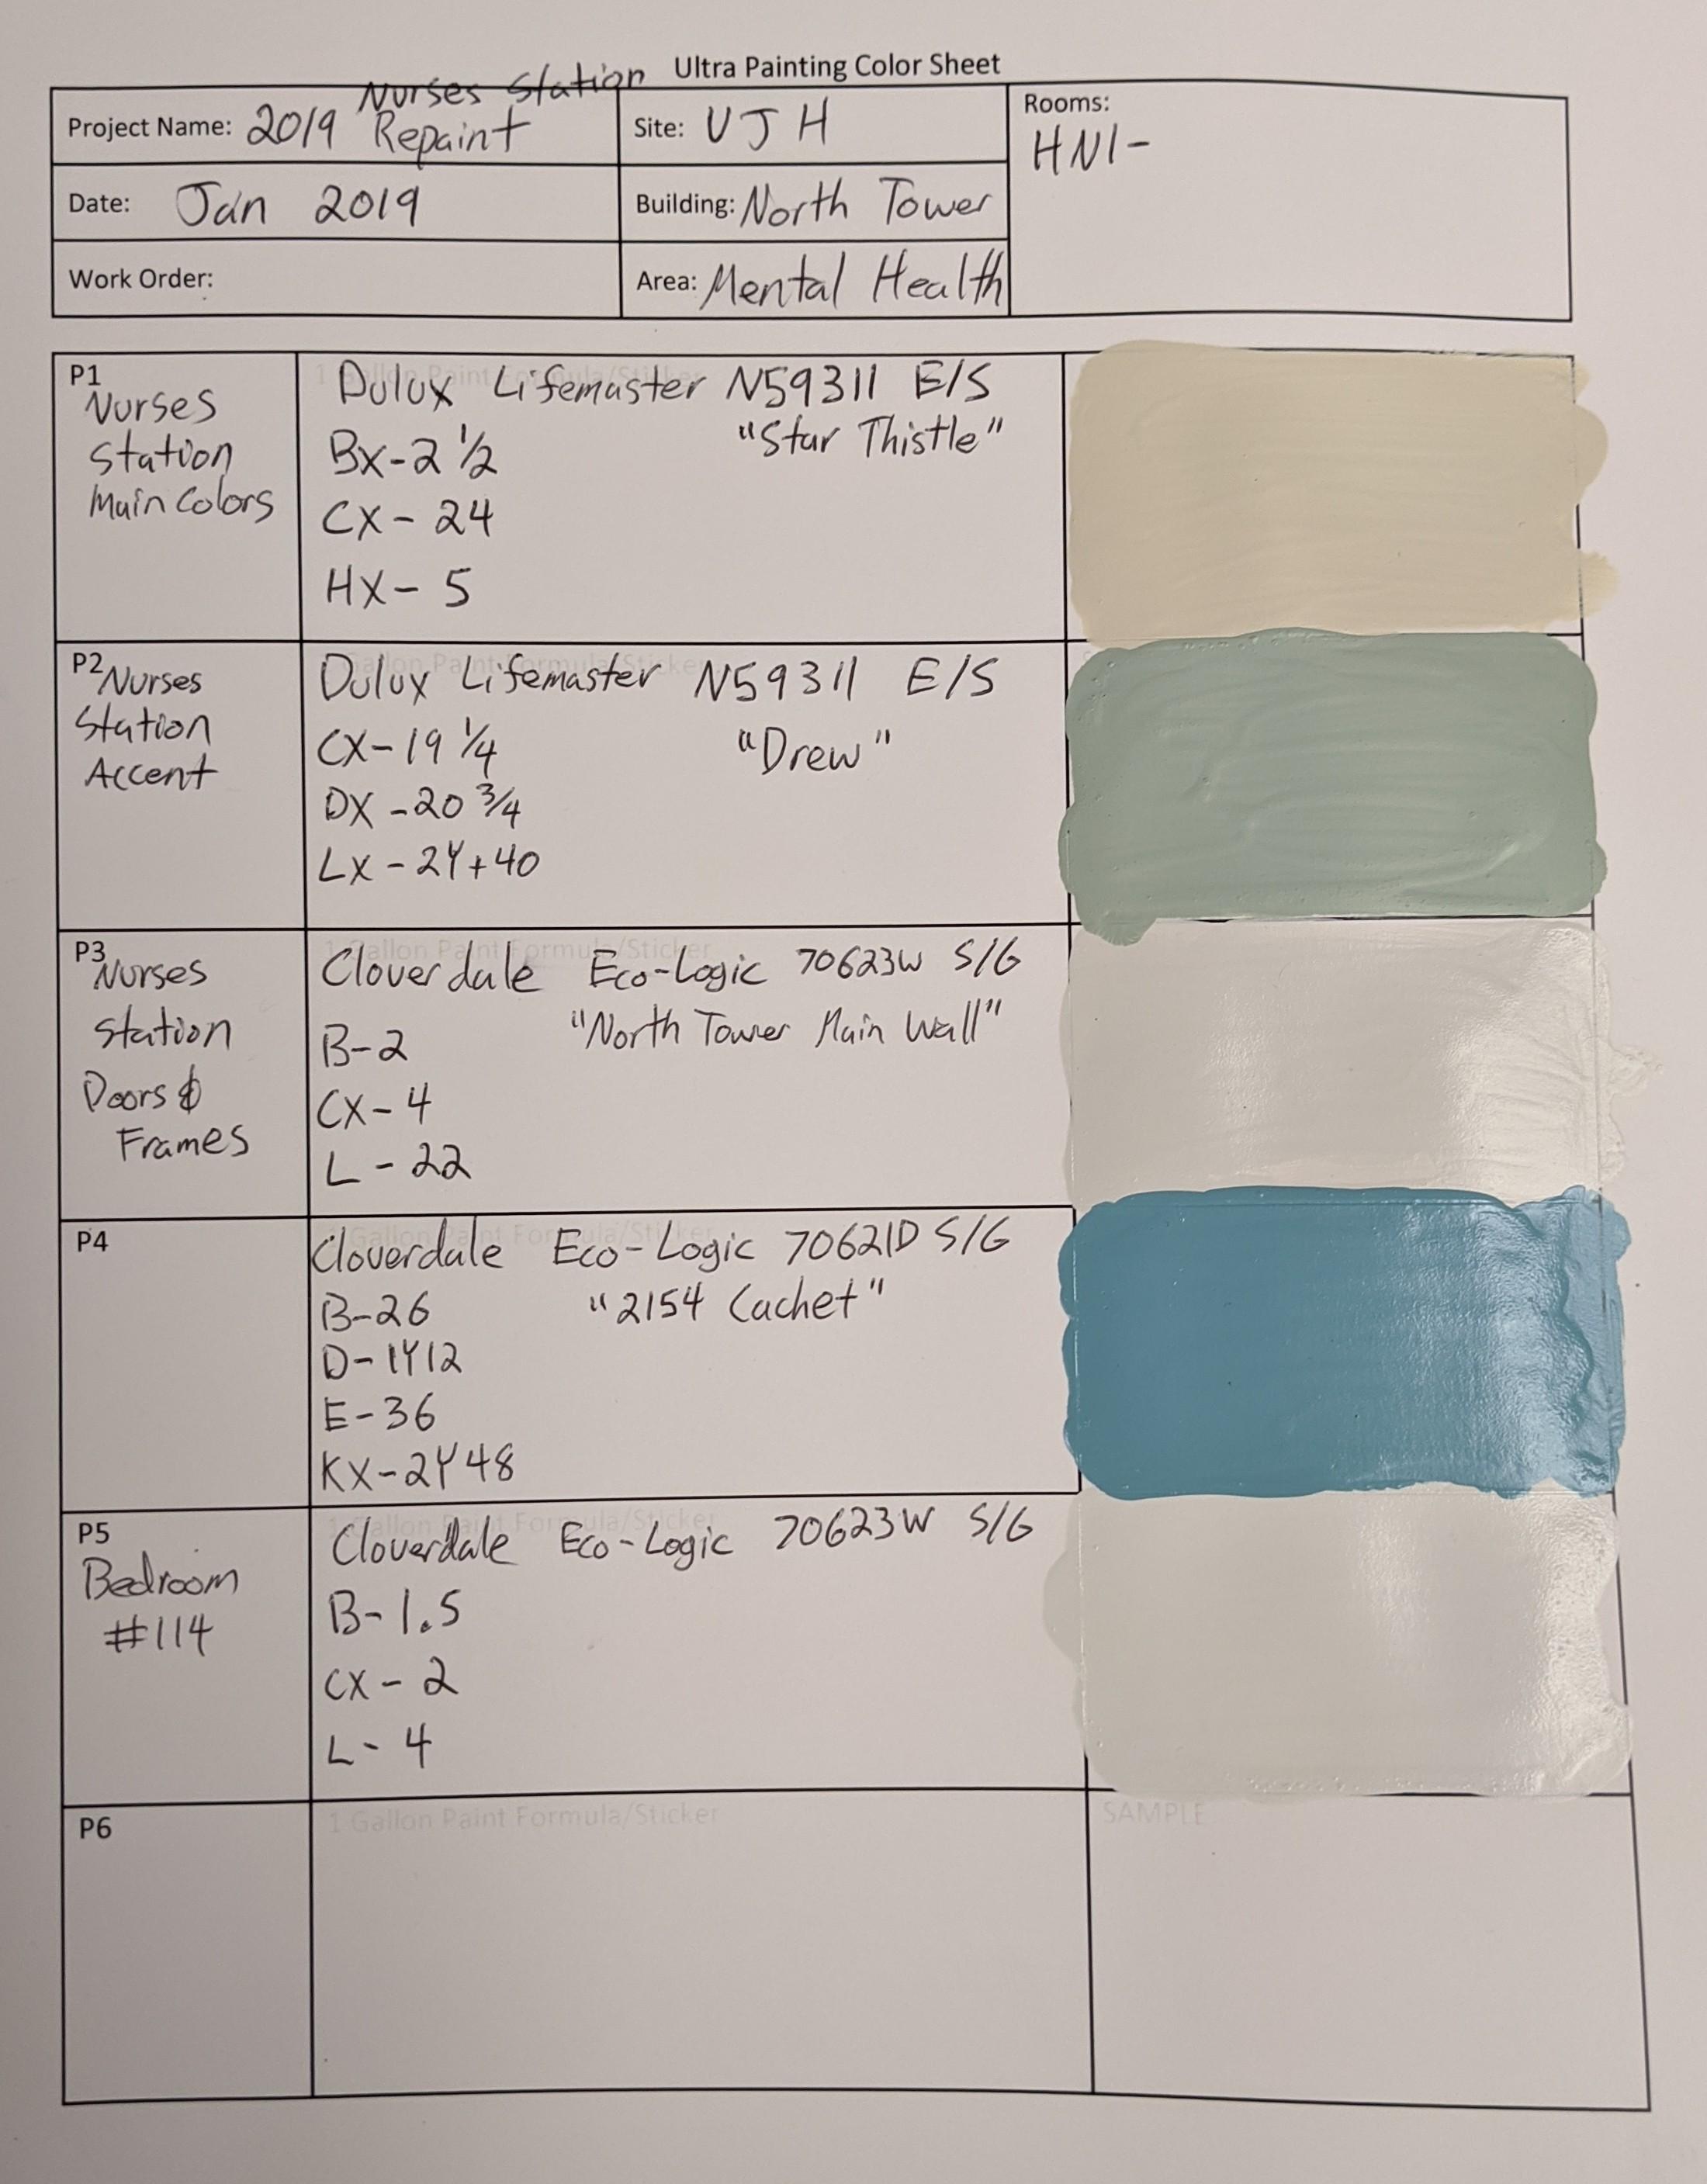 Ultra Painting Color Sheet
Project Name: 2019 Nurses Station Repaint
Site: VJH
Rooms:
HN1-
Date: Jan 2019
Building: North Tower
Work Order:
Area: Mental Health
P1
Nurses
Station
Main Colors
1 Gallon Paint Formula/Sticker
Dulux Lifemaster N59311 E/S
"Star Thistle"
BX-2 1/2
CX-24
HX-5
P2 Nurses
Station
Accent
Gallon Paint Formula/Sticker
Dulux Lifemaster N59311 E/S
CX-19 1/4
"Drew"
DX-20 3/4
LX-2Y+40
P3
Nurses
Station
Doors &
Frames
1 Gallon Paint Formula/Sticker
Cloverdale Eco-Logic 70623W S/G
"North Tower Main Wall"
B-2
CX-4
L-22
P4
1 Gallon Paint Formula/Sticker
Cloverdale Eco-Logic 70621D S/G
B-26
"2154 Cachet"
D-1Y12
E-36
KX-2Y48
P5
Bedroom
#114
1 Gallon Paint Formula/Sticker
Cloverdale Eco-Logic 70623W S/G
B-1.5
CX-2
L-4
P6
1 Gallon Paint Formula/Sticker
SAMPLE